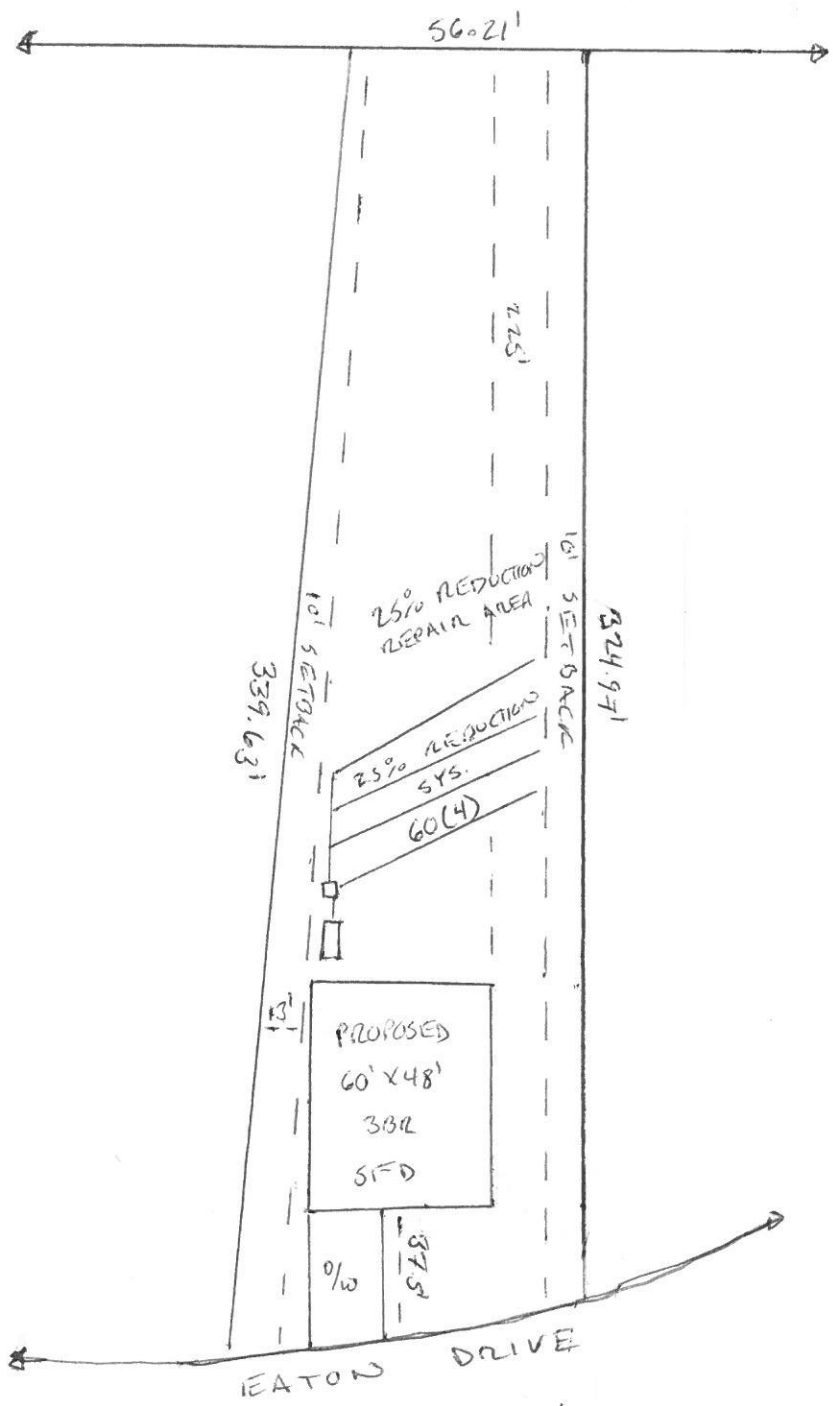 56.21'
225'
25% REDUCTION
REPAIR AREA
10' SETBACK
324.97'
10' SETBACK
339.63'
25% REDUCTION
SYS.
60(4)
13'
PROPOSED
60' X 48'
3BR
SFD
D/W
37.5'
EATON DRIVE